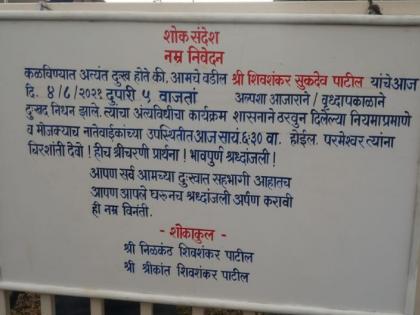 शोक संदेश
नम्र निवेदन
कळविण्यात अत्यंत दुःख होते की, आमचे वडील श्री शिवशंकर सुकदेव पाटील यांचे आज
दि. ४/८/२०२१ दुपारी ५ वाजतां अल्पशा आजाराने / वृध्दापकाळाने
दुःखद निधन झाले. त्यांचा अंत्यविधीचा कार्यक्रम शासनाने ठरवुन दिलेल्या नियमाप्रमाणे
व मोजक्याच नातेवाईकांच्या उपस्थितीत आज सायं. ६:३० वा. होईल. परमेश्वर त्यांना
चिरशांती देवो ! हीच श्रीचरणी प्रार्थना ! भावपुर्ण श्रध्दांजली !
आपण सर्व आमच्या दुःखात सहभागी आहातच
आपण आपले घरूनच श्रध्दांजली अर्पण करावी
ही नम्र विनंती.
- शोकाकुल -
श्री निळकंठ शिवशंकर पाटील
श्री श्रीकांत शिवशंकर पाटील